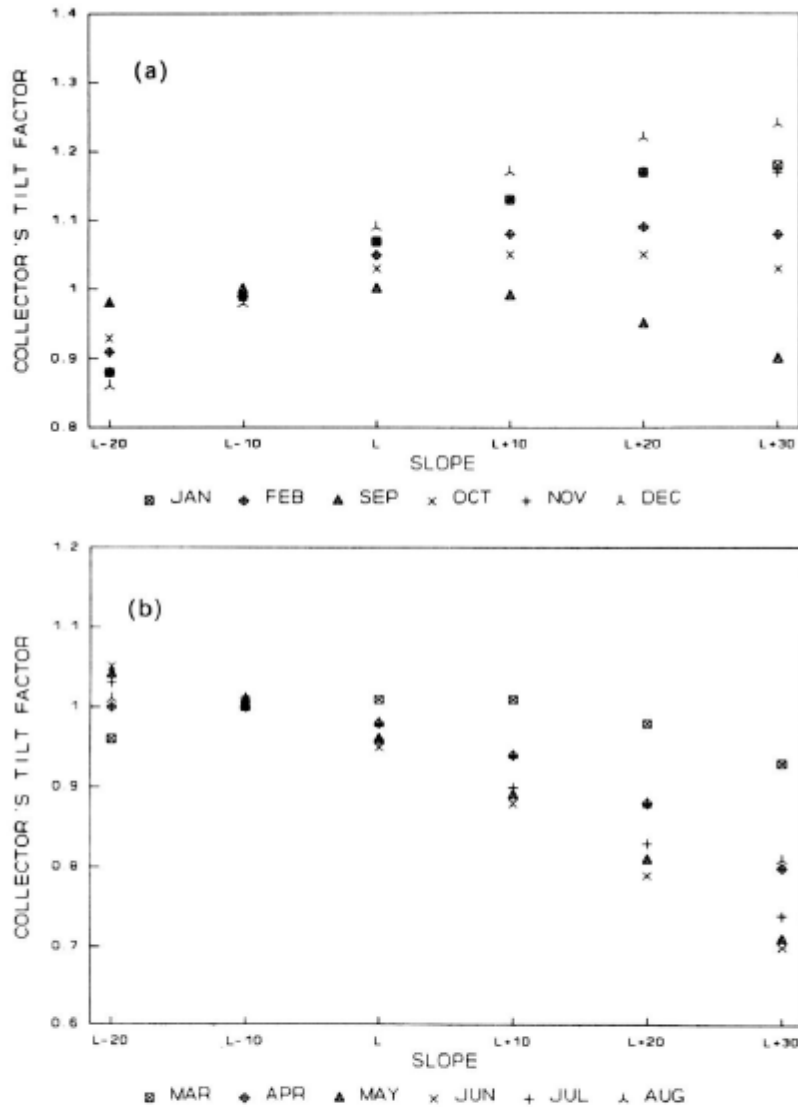 1.4
(a)
1.3
1.2
1.1
1
0.9
0.8
COLLECTOR'S TILT FACTOR
L-20 L-10 L L+10 L+20 L+30
SLOPE
JAN FEB SEP OCT NOV DEC
1.2
(b)
1.1
1
0.9
0.8
0.7
0.6
COLLECTOR'S TILT FACTOR
L-20 L-10 L L+10 L+20 L+30
SLOPE
MAR APR MAY JUN JUL AUG